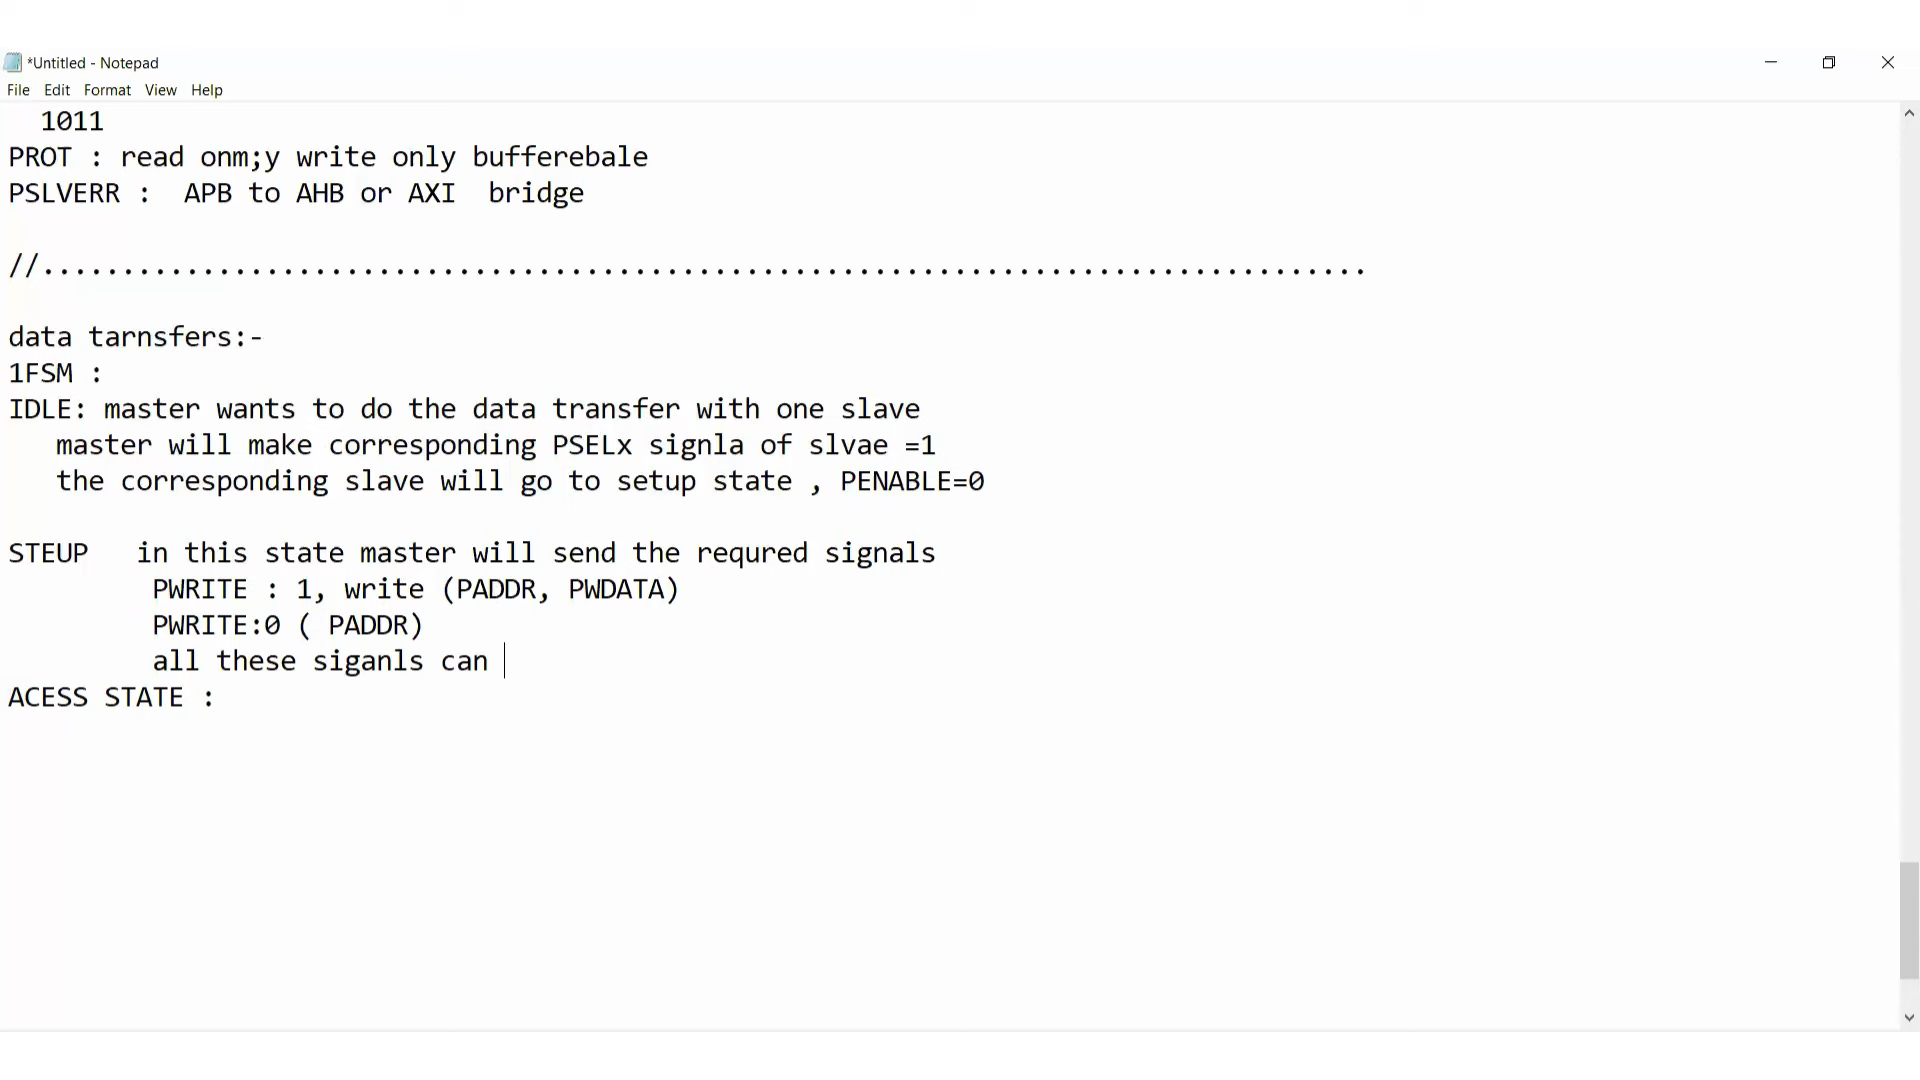 *Untitled - Notepad
File Edit Format View Help
1011
PROT : read onm;y write only bufferebale
PSLVERR :  APB to AHB or AXI  bridge
//...................................................................................
data tarnsfers:-
1FSM :
IDLE: master wants to do the data transfer with one slave
master will make corresponding PSELx signla of slvae =1
the corresponding slave will go to setup state , PENABLE=0
STEUP   in this state master will send the requred signals
PWRITE : 1, write (PADDR, PWDATA)
PWRITE:0 ( PADDR)
all these siganls can
ACESS STATE :